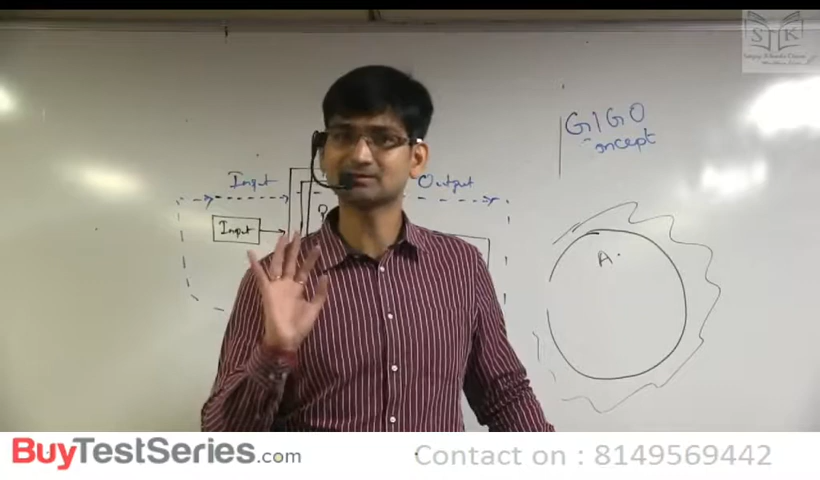 S K
GIGO
Concept
Input
Output
Input
A.
BuyTestSeries.com
Contact on : 8149569442